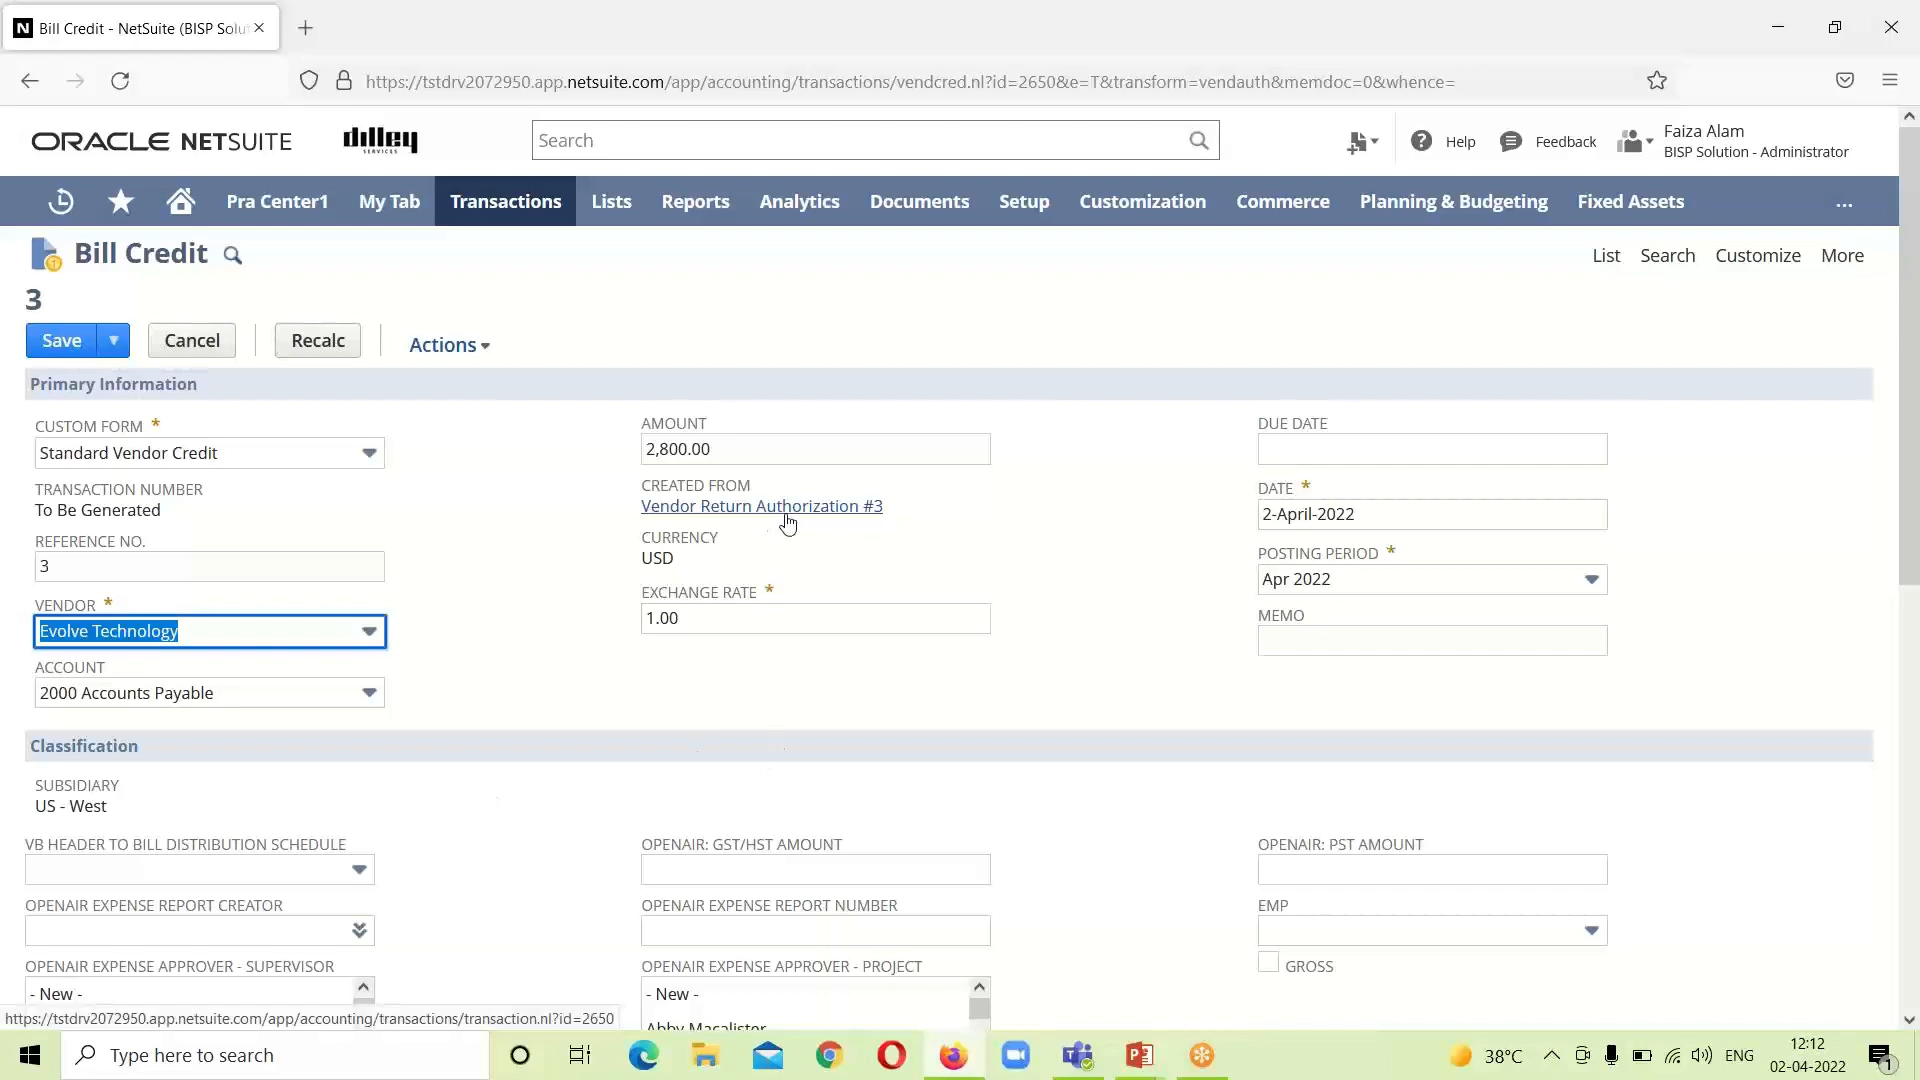 Bill Credit - NetSuite (BISP Solu
https://tstdrv2072950.app.netsuite.com/app/accounting/transactions/vendcred.nl?id=2650&e=T&transform=vendauth&memdoc=0&whence=
ORACLE NETSUITE
dilley
SERVICES
Search
Help
Feedback
Faiza Alam
BISP Solution - Administrator
Pra Center1 My Tab Transactions Lists Reports Analytics Documents Setup Customization Commerce Planning & Budgeting Fixed Assets ...
Bill Credit
List Search Customize More
3
Save Cancel Recalc Actions
Primary Information
CUSTOM FORM *
Standard Vendor Credit
TRANSACTION NUMBER
To Be Generated
REFERENCE NO.
3
VENDOR *
Evolve Technology
ACCOUNT
2000 Accounts Payable
AMOUNT
2,800.00
CREATED FROM
Vendor Return Authorization #3
CURRENCY
USD
EXCHANGE RATE *
1.00
DUE DATE
DATE *
2-April-2022
POSTING PERIOD *
Apr 2022
MEMO
Classification
SUBSIDIARY
US - West
VB HEADER TO BILL DISTRIBUTION SCHEDULE
OPENAIR EXPENSE REPORT CREATOR
OPENAIR EXPENSE APPROVER - SUPERVISOR
- New -
OPENAIR: GST/HST AMOUNT
OPENAIR EXPENSE REPORT NUMBER
OPENAIR EXPENSE APPROVER - PROJECT
- New -
Abby Macalister
OPENAIR: PST AMOUNT
EMP
GROSS
https://tstdrv2072950.app.netsuite.com/app/accounting/transactions/transaction.nl?id=2650
Type here to search
38°C
ENG
12:12
02-04-2022
1